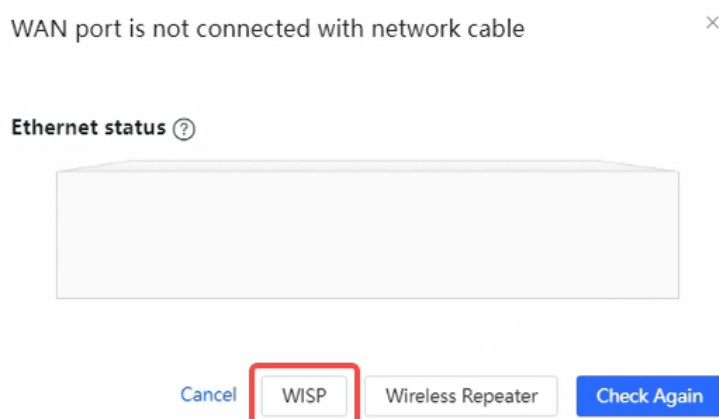 WAN port is not connected with network cable
Ethernet status
Cancel WISP Wireless Repeater Check Again